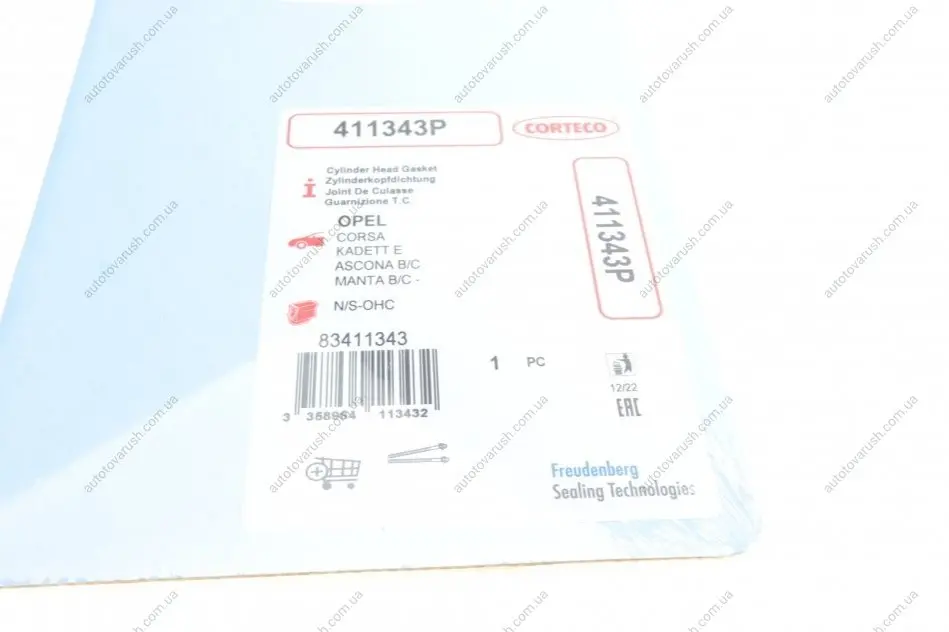 411343P
CORTECO
Cylinder Head Gasket
Zylinderkopfdichtung
Joint De Culasse
Guarnizione T.C.
OPEL
CORSA
KADETT E
ASCONA B/C
MANTA B/C -
N/S-OHC
411343P
83411343
3 358964 113432
1 PC
12/22
EAC
Freudenberg
Sealing Technologies
autotovarush.com.ua